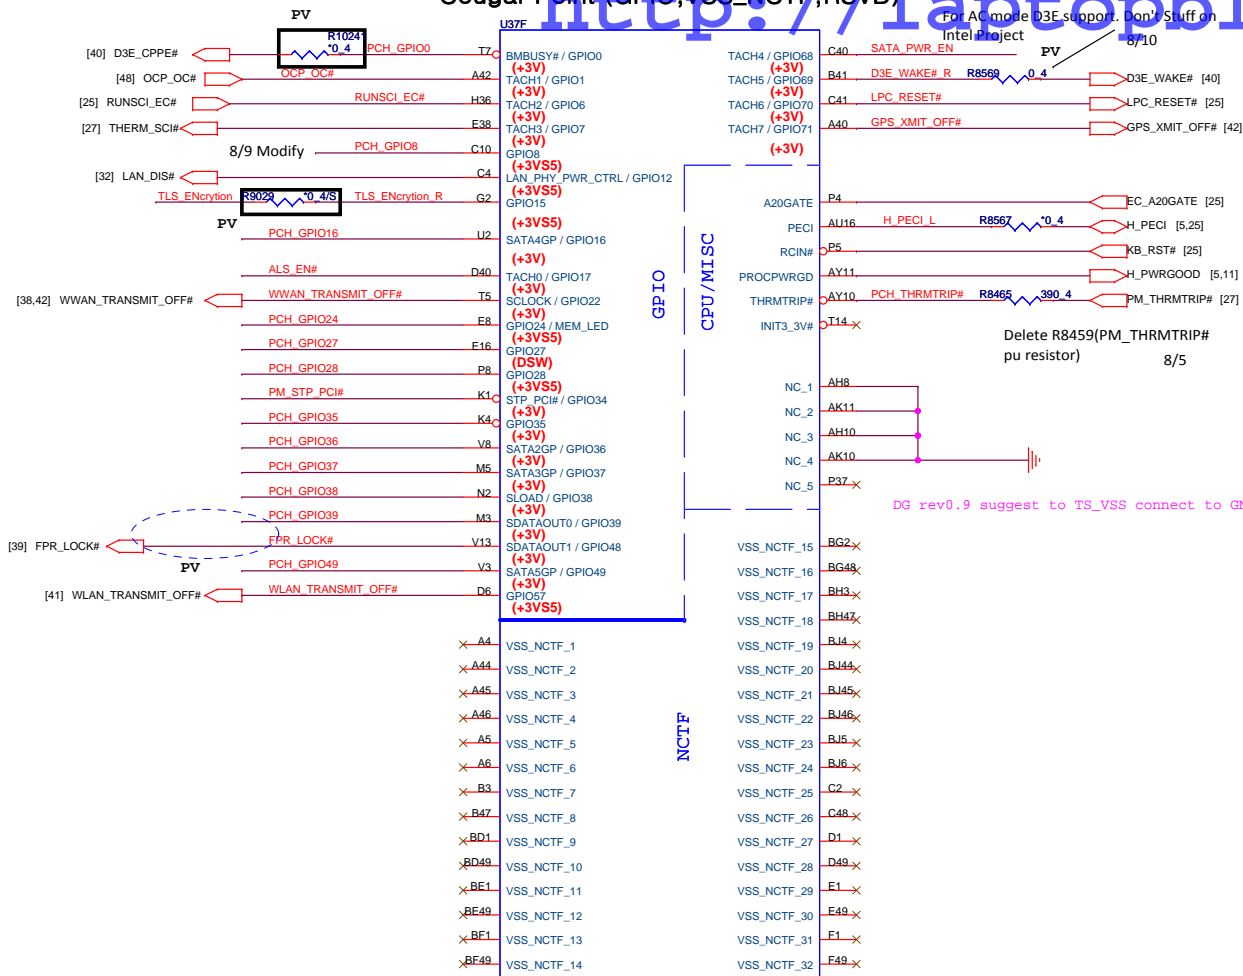 Cougar Point (GPIO,VSS_NCTF,RSVD)
http://laptopbl
For AC mode D3E support. Don't Stuff on
Intel Project
8/10
PV
U37F
PV
R10241
*0_4
[40] D3E_CPPE#
PCH_GPIO0
T7
BMBUSY# / GPIO0
(+3V)
[48] OCP_OC#
OCP_OC#
A42
TACH1 / GPIO1
(+3V)
[25] RUNSCI_EC#
RUNSCI_EC#
H36
TACH2 / GPIO6
(+3V)
[27] THERM_SCI#
E38
TACH3 / GPIO7
(+3V)
8/9 Modify
PCH_GPIO8
C10
GPIO8
(+3VS5)
[32] LAN_DIS#
C4
LAN_PHY_PWR_CTRL / GPIO12
(+3VS5)
TLS_ENcrytion
R9029
*0_4/S
TLS_ENcrytion_R
G2
GPIO15
(+3VS5)
PV
PCH_GPIO16
U2
SATA4GP / GPIO16
(+3V)
ALS_EN#
D40
TACH0 / GPIO17
(+3V)
[38,42] WWAN_TRANSMIT_OFF#
WWAN_TRANSMIT_OFF#
T5
SCLOCK / GPIO22
(+3V)
PCH_GPIO24
E8
GPIO24 / MEM_LED
(+3VS5)
PCH_GPIO27
E16
GPIO27
(DSW)
PCH_GPIO28
P8
GPIO28
(+3VS5)
PM_STP_PCI#
K1
STP_PCI# / GPIO34
(+3V)
PCH_GPIO35
K4
GPIO35
(+3V)
PCH_GPIO36
V8
SATA2GP / GPIO36
(+3V)
PCH_GPIO37
M5
SATA3GP / GPIO37
(+3V)
PCH_GPIO38
N2
SLOAD / GPIO38
(+3V)
PCH_GPIO39
M3
SDATAOUT0 / GPIO39
(+3V)
[39] FPR_LOCK#
FPR_LOCK#
V13
SDATAOUT1 / GPIO48
(+3V)
PV
PCH_GPIO49
V3
SATA5GP / GPIO49
(+3V)
[41] WLAN_TRANSMIT_OFF#
WLAN_TRANSMIT_OFF#
D6
GPIO57
(+3VS5)
GPIO
CPU/MISC
NCTF
TACH4 / GPIO68
C40
SATA_PWR_EN
(+3V)
TACH5 / GPIO69
B41
D3E_WAKE#_R
R8569
0_4
D3E_WAKE# [40]
(+3V)
TACH6 / GPIO70
C41
LPC_RESET#
LPC_RESET# [25]
(+3V)
TACH7 / GPIO71
A40
GPS_XMIT_OFF#
GPS_XMIT_OFF# [42]
(+3V)
A20GATE
P4
EC_A20GATE [25]
PECI
AU16
H_PECI_L
R8567
*0_4
H_PECI [5,25]
RCIN#
P5
KB_RST# [25]
PROCPWRGD
AY11
H_PWRGOOD [5,11]
THRMTRIP#
AY10
PCH_THRMTRIP#
R8465
390_4
PM_THRMTRIP# [27]
INIT3_3V#
T14
Delete R8459(PM_THRMTRIP#
pu resistor)
8/5
NC_1
AH8
NC_2
AK11
NC_3
AH10
NC_4
AK10
NC_5
P37
DG rev0.9 suggest to TS_VSS connect to GN
VSS_NCTF_15
BG2
VSS_NCTF_16
BG48
VSS_NCTF_17
BH3
VSS_NCTF_18
BH47
A4
VSS_NCTF_1
VSS_NCTF_19
BJ4
A44
VSS_NCTF_2
VSS_NCTF_20
BJ44
A45
VSS_NCTF_3
VSS_NCTF_21
BJ45
A46
VSS_NCTF_4
VSS_NCTF_22
BJ46
A5
VSS_NCTF_5
VSS_NCTF_23
BJ5
A6
VSS_NCTF_6
VSS_NCTF_24
BJ6
B3
VSS_NCTF_7
VSS_NCTF_25
C2
B47
VSS_NCTF_8
VSS_NCTF_26
C48
BD1
VSS_NCTF_9
VSS_NCTF_27
D1
BD49
VSS_NCTF_10
VSS_NCTF_28
D49
BE1
VSS_NCTF_11
VSS_NCTF_29
E1
BE49
VSS_NCTF_12
VSS_NCTF_30
E49
BF1
VSS_NCTF_13
VSS_NCTF_31
F1
BF49
VSS_NCTF_14
VSS_NCTF_32
F49